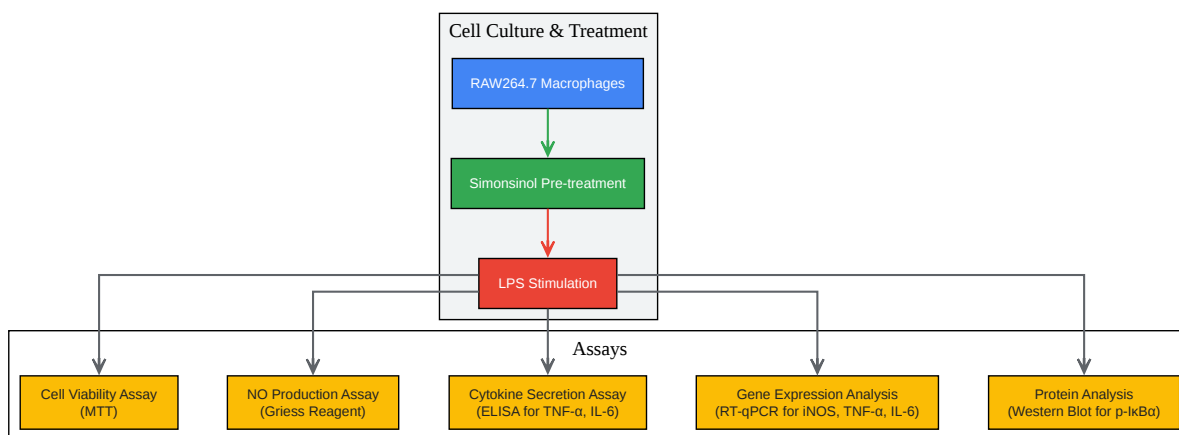 Cell Culture & Treatment
RAW264.7 Macrophages
Simonsinol Pre-treatment
LPS Stimulation
Assays
Cell Viability Assay
(MTT)
NO Production Assay
(Griess Reagent)
Cytokine Secretion Assay
(ELISA for TNF-α, IL-6)
Gene Expression Analysis
(RT-qPCR for iNOS, TNF-α, IL-6)
Protein Analysis
(Western Blot for p-IκBα)